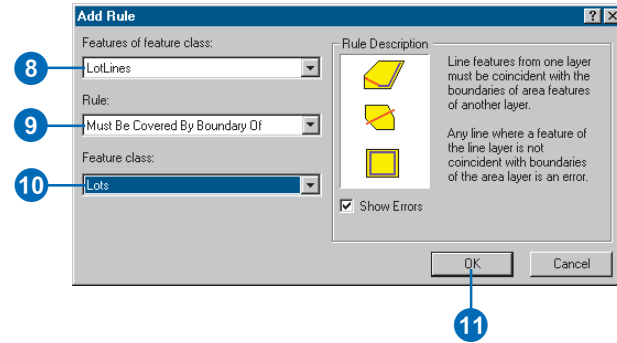 Add Rule
? ×
Features of feature class:
8
LotLines
Rule:
9
Must Be Covered By Boundary Of
Feature class:
10
Lots
Rule Description
Line features from one layer
must be coincident with the
boundaries of area features
of another layer.
Any line where a feature of
the line layer is not
coincident with boundaries
of the area layer is an error.
Show Errors
OK
Cancel
11